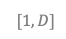 [1, D]